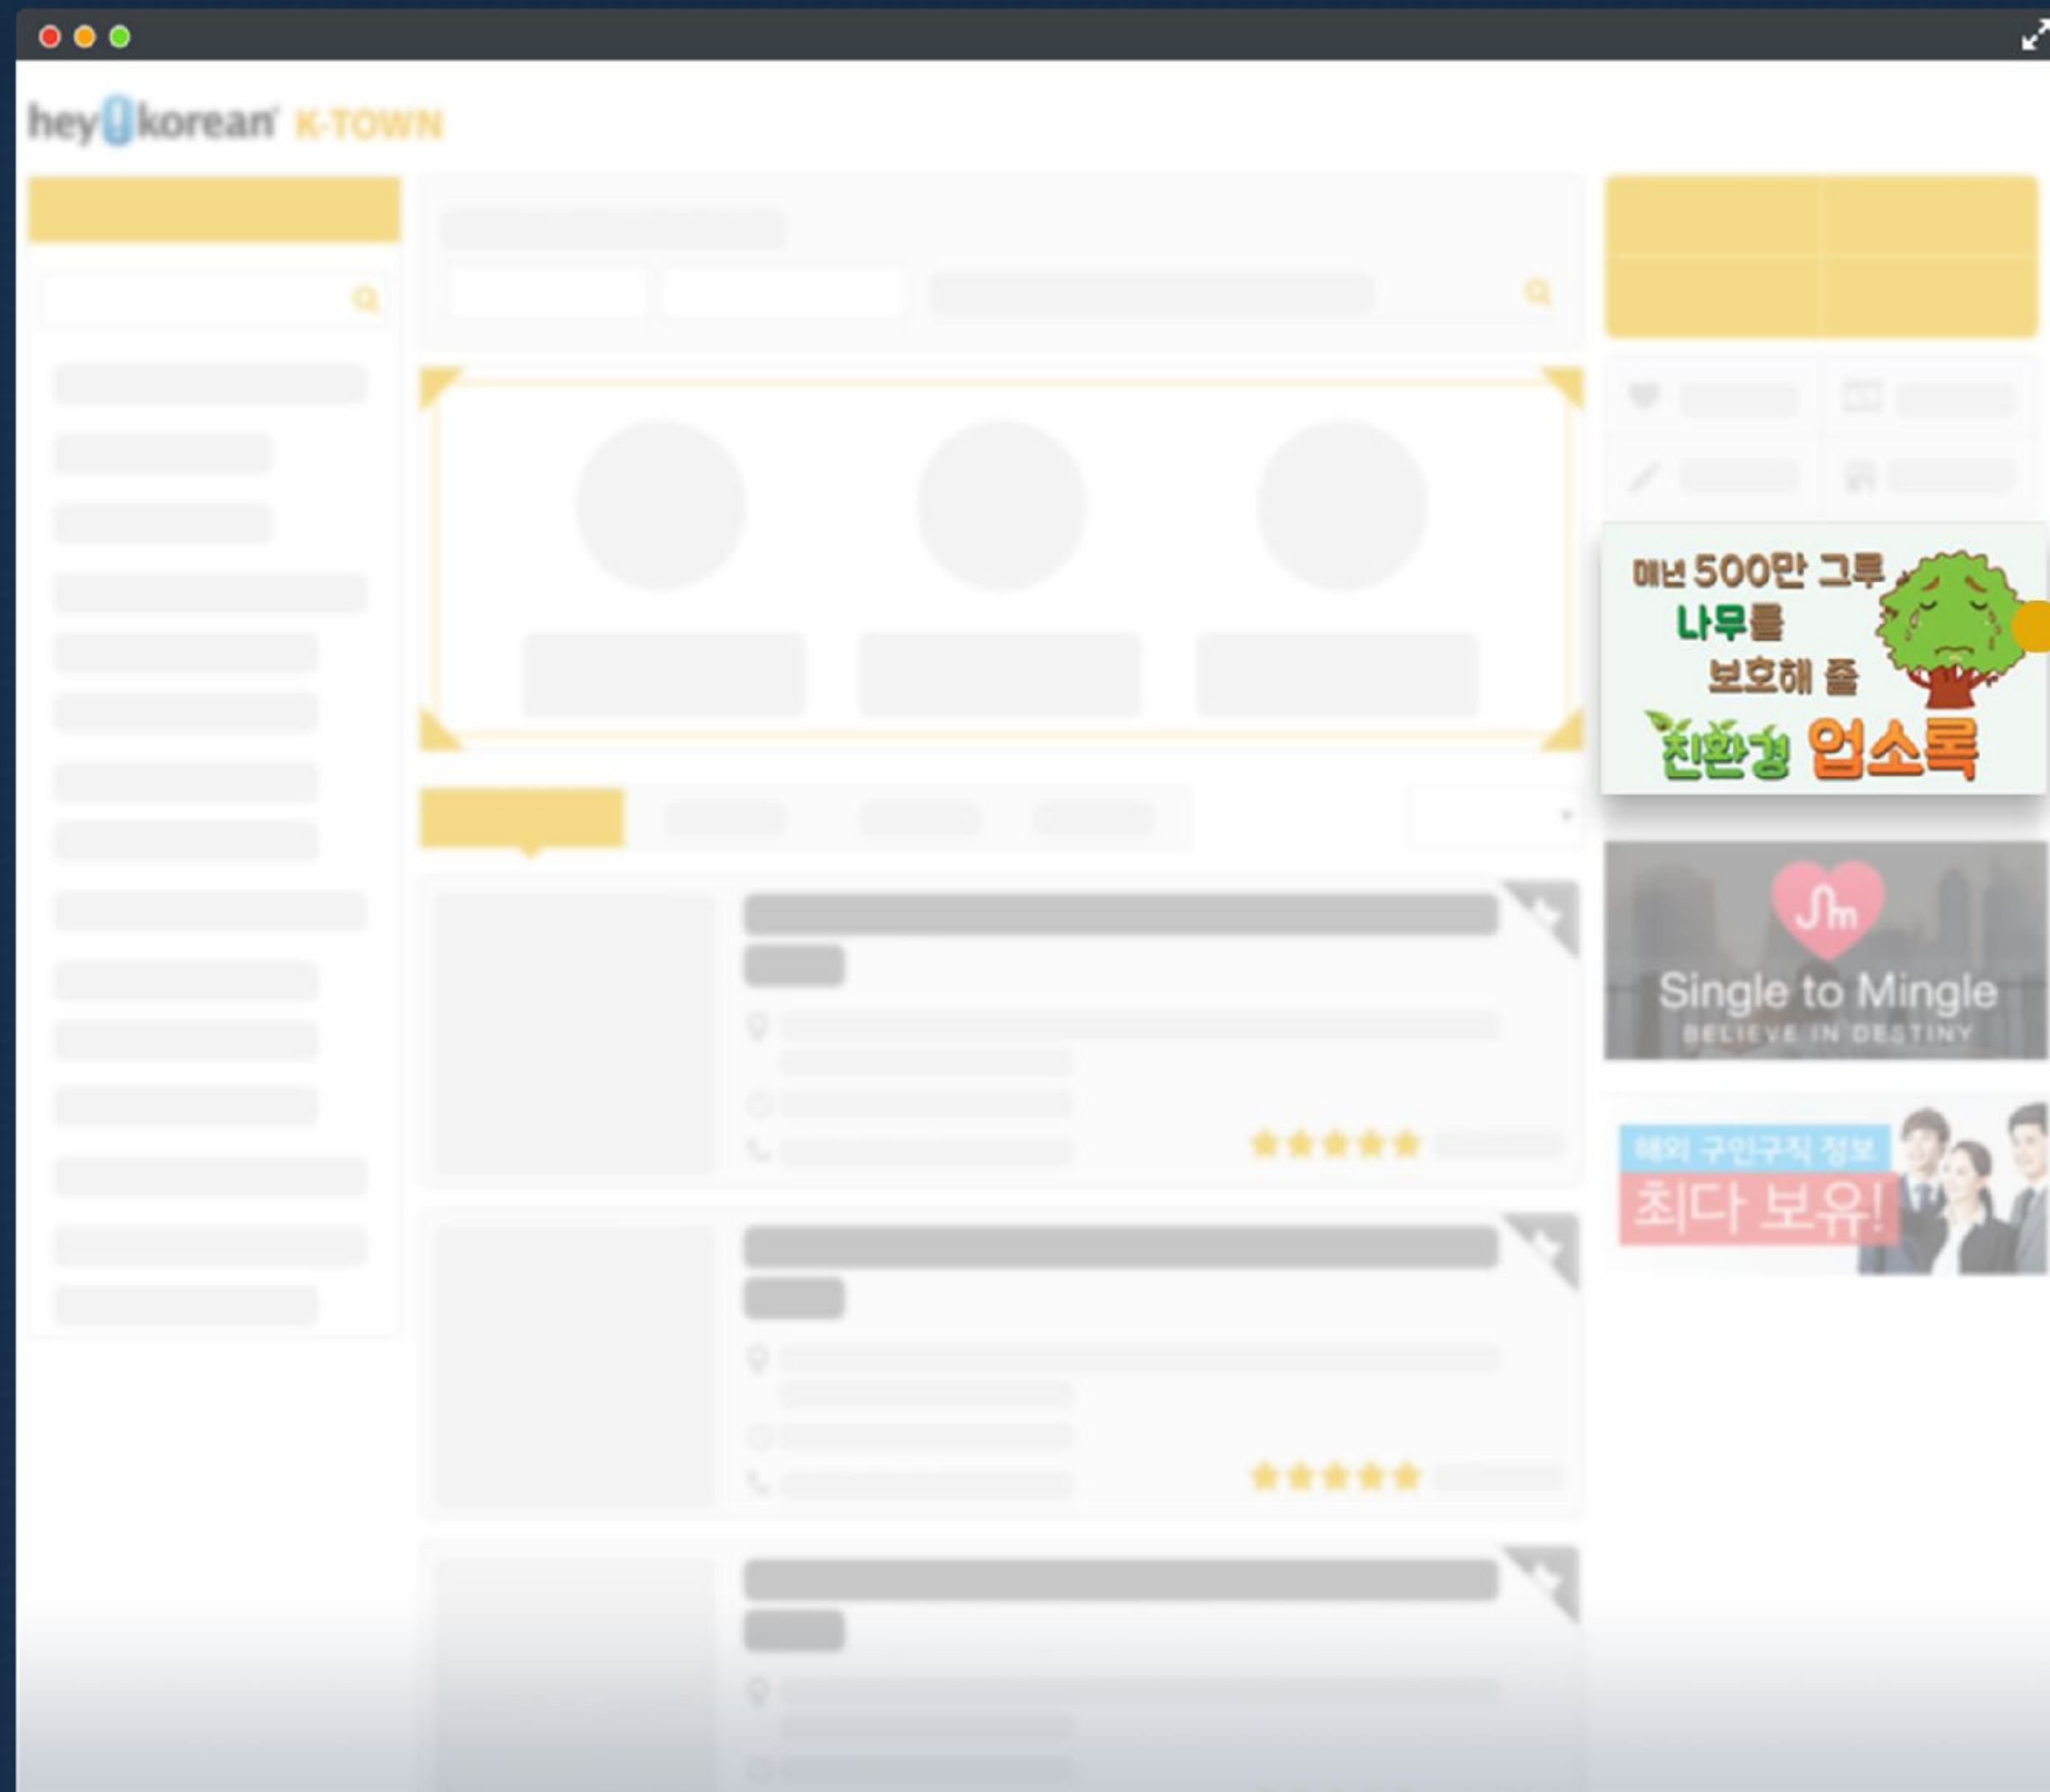 hey!korean K-TOWN
매년 500만 그루
나무를
보호해 줄
친환경 업소록
Sm
Single to Mingle
BELIEVE IN DESTINY
해외 구인구직 정보
최다 보유!